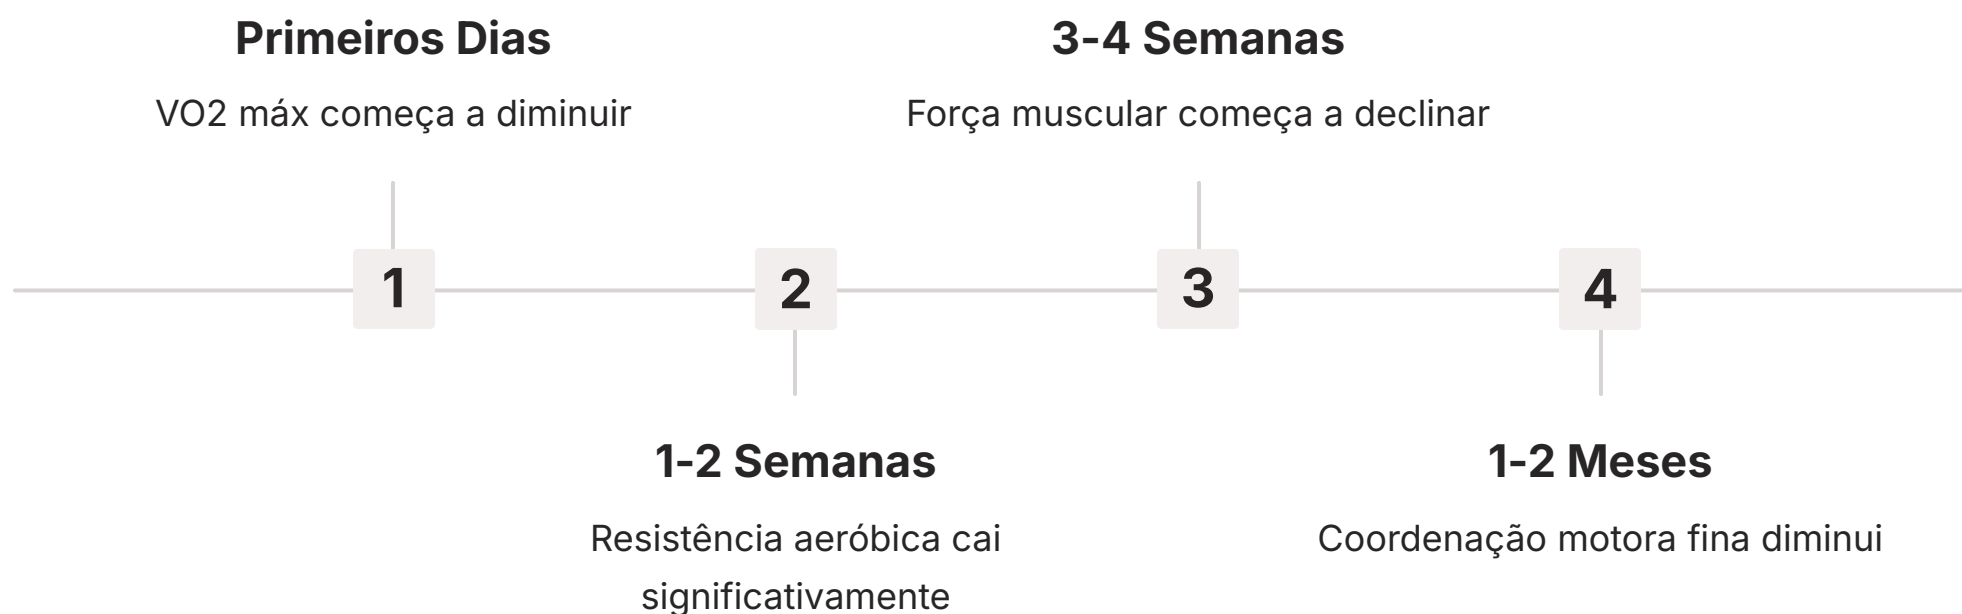 Primeiros Dias
VO2 máx começa a diminuir
3-4 Semanas
Força muscular começa a declinar
1
2
3
4
1-2 Semanas
Resistência aeróbica cai
significativamente
1-2 Meses
Coordenação motora fina diminui